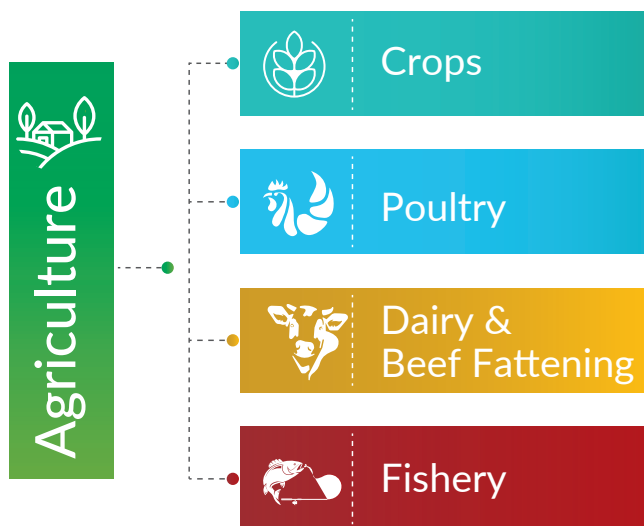 Agriculture
Crops
Poultry
Dairy &
Beef Fattening
Fishery